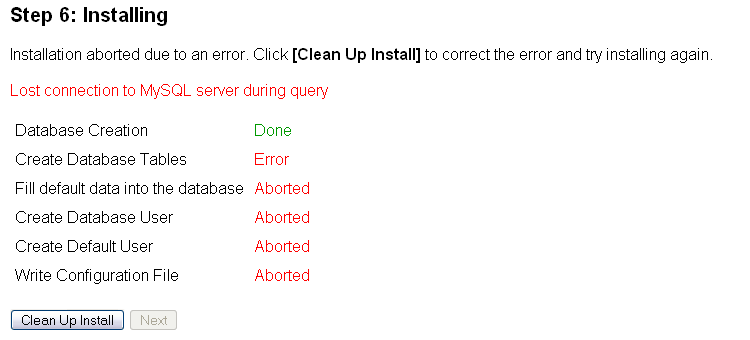 Step 6: Installing
Installation aborted due to an error. Click [Clean Up Install] to correct the error and try installing again.
Lost connection to MySQL server during query
Database Creation Done
Create Database Tables Error
Fill default data into the database Aborted
Create Database User Aborted
Create Default User Aborted
Write Configuration File Aborted
Clean Up Install Next